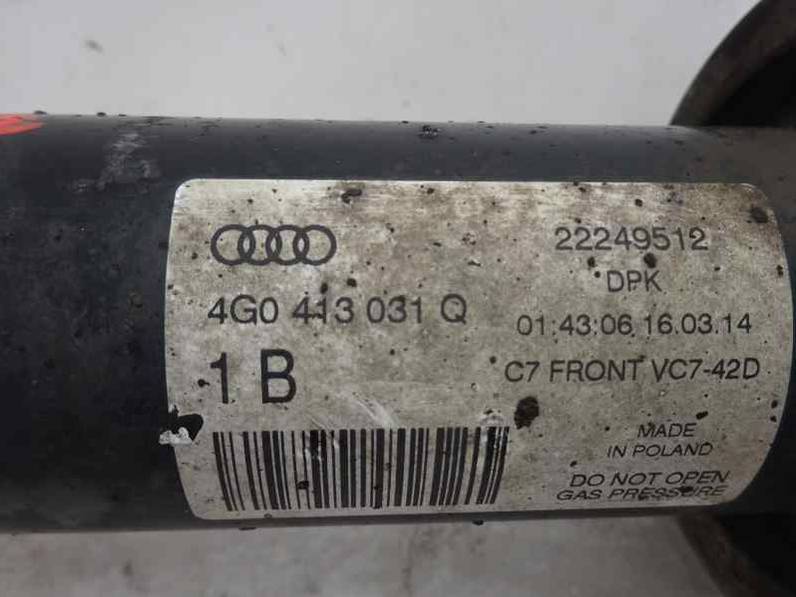 4G0 413 031 Q
1 B
22249512
DPK
01:43:06 16.03.14
C7 FRONT VC7-42D
MADE
IN POLAND
DO NOT OPEN
GAS PRESSURE